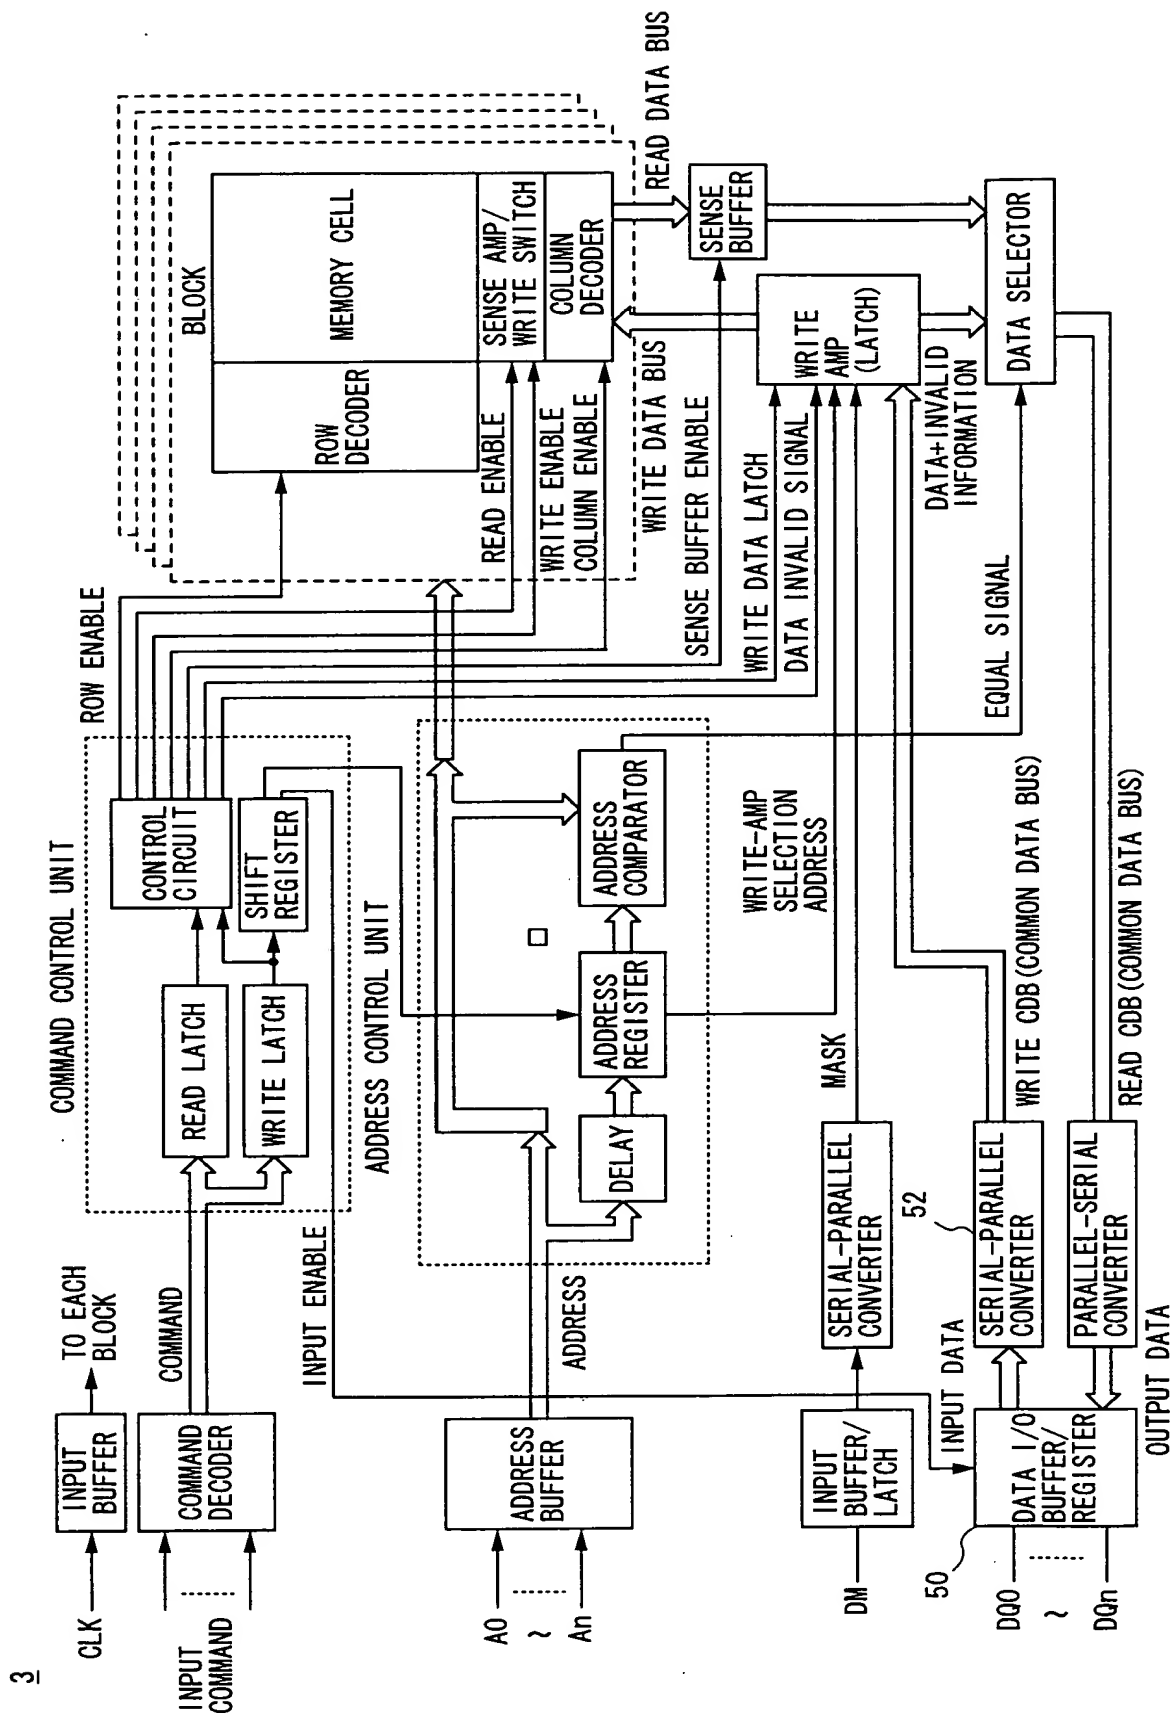 3
CLK
INPUT
BUFFER
TO EACH
BLOCK
INPUT
COMMAND
COMMAND
DECODER
COMMAND
COMMAND CONTROL UNIT
READ LATCH
WRITE LATCH
CONTROL
CIRCUIT
SHIFT
REGISTER
INPUT ENABLE
ROW ENABLE
BLOCK
ROW
DECODER
MEMORY CELL
SENSE AMP/
WRITE SWITCH
COLUMN
DECODER
READ ENABLE
WRITE ENABLE
COLUMN ENABLE
WRITE DATA BUS
READ DATA BUS
SENSE BUFFER ENABLE
SENSE
BUFFER
A0
~
An
ADDRESS
BUFFER
ADDRESS
ADDRESS CONTROL UNIT
DELAY
ADDRESS
REGISTER
ADDRESS
COMPARATOR
WRITE DATA LATCH
DATA INVALID SIGNAL
WRITE
AMP
(LATCH)
WRITE-AMP
SELECTION
ADDRESS
DATA+INVALID
INFORMATION
EQUAL SIGNAL
DATA SELECTOR
DM
INPUT
BUFFER/
LATCH
SERIAL-PARALLEL
CONVERTER
MASK
50
DQ0
~
DQn
DATA I/O
BUFFER/
REGISTER
INPUT DATA
52
SERIAL-PARALLEL
CONVERTER
WRITE CDB(COMMON DATA BUS)
OUTPUT DATA
PARALLEL-SERIAL
CONVERTER
READ CDB(COMMON DATA BUS)